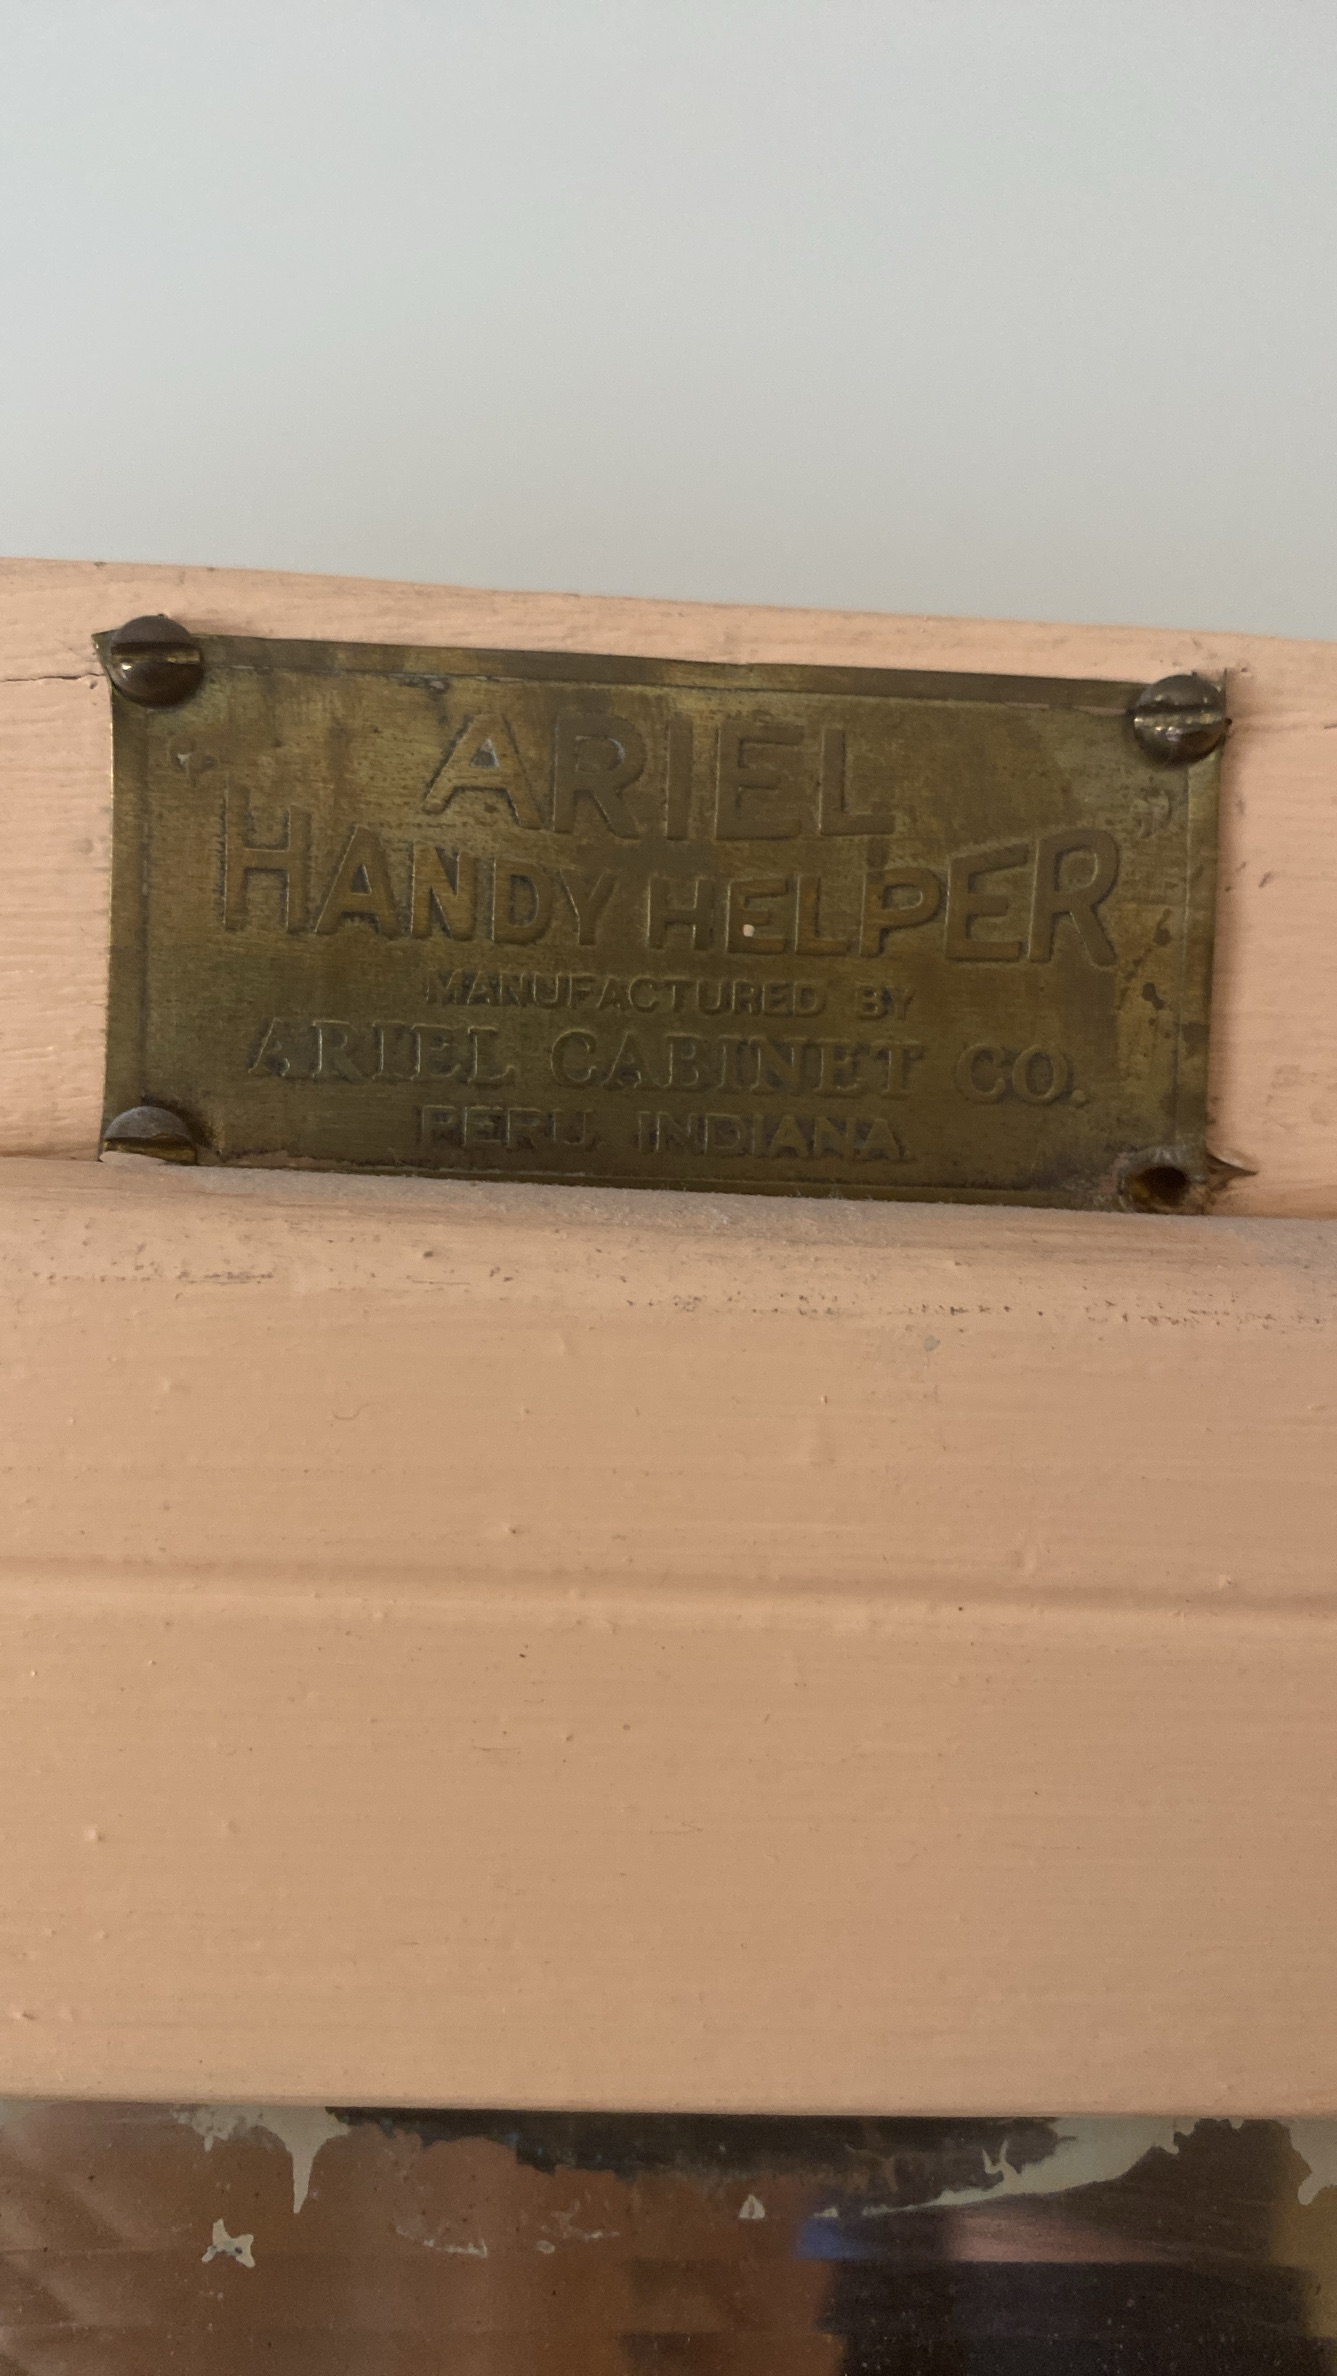 ARIEL
"HANDY HELPER"
MANUFACTURED BY
ARIEL CABINET CO.
PERU, INDIANA.